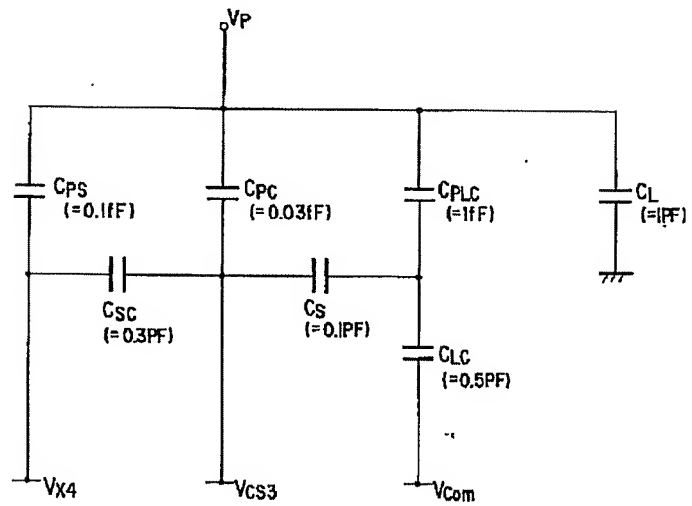 VP
CPS
(=0.1fF)
CPC
(=0.03fF)
CPLC
(=1fF)
CL
(=1PF)
CSC
(=0.3PF)
CS
(=0.1PF)
CLC
(=0.5PF)
VX4
VCS3
VCom